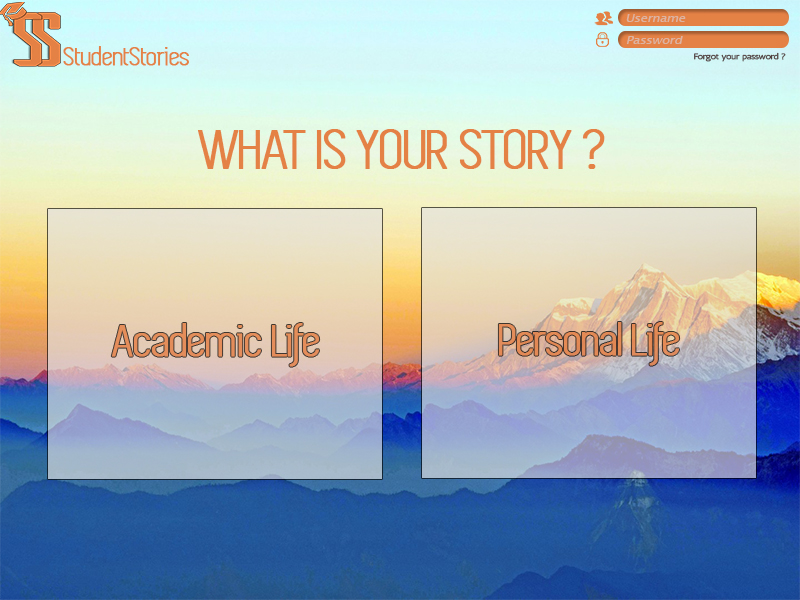 SS StudentStories
Username
Password
Forgot your password ?
WHAT IS YOUR STORY ?
Academic Life
Personal Life